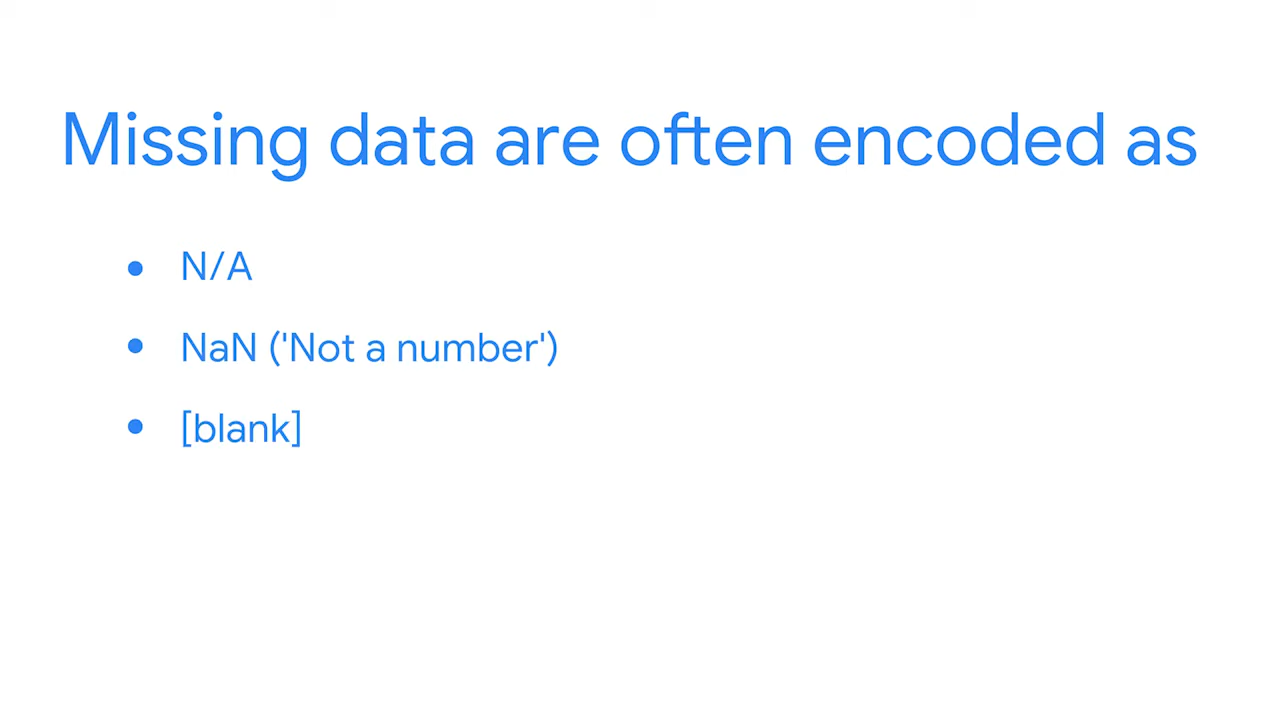 Missing data are often encoded as
• N/A
• NaN ('Not a number')
• [blank]